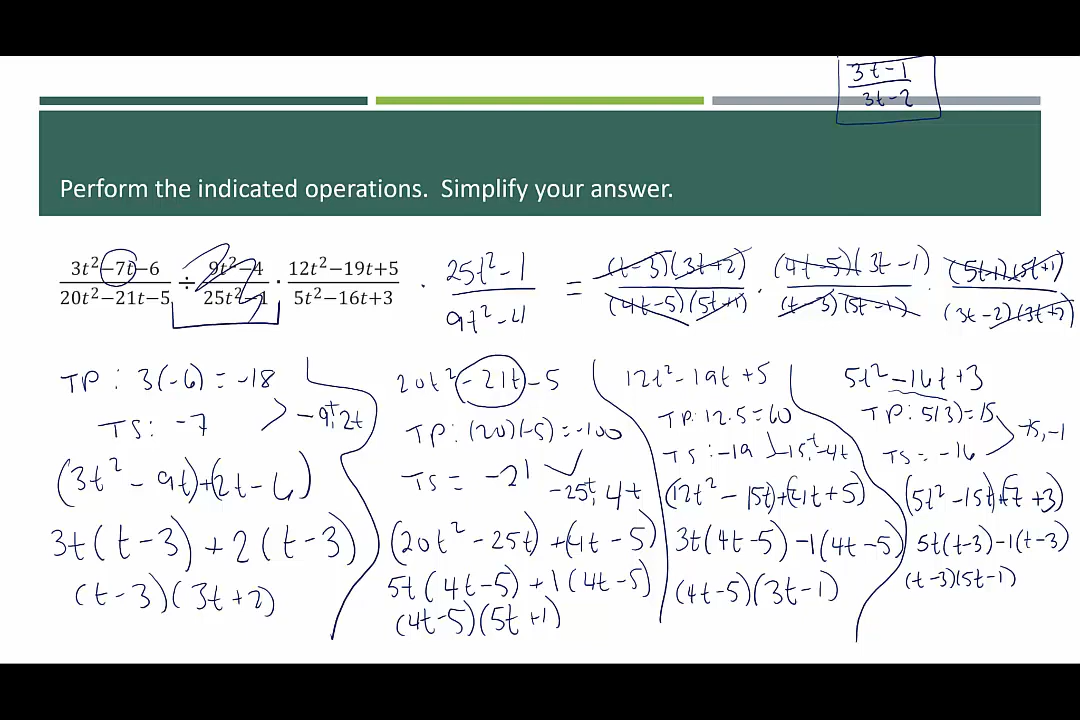 3t-1
3t-2
Perform the indicated operations. Simplify your answer.
3t²-7t-6 / 20t²-21t-5 ÷ 9t²-4 / 25t²-1 · 12t²-19t+5 / 5t²-16t+3 · 25t²-1 / 9t²-4 = (t-3)(3t+2) / (4t-5)(5t+1) · (4t-5)(3t-1) / (t-3)(5t-1) · (5t-1)(5t+1) / (3t-2)(3t+2)
TP: 3(-6) = -18
TS: -7
-9t, 2t
(3t² - 9t)+(2t-6)
3t(t-3) + 2(t-3)
(t-3)(3t+2)
20t² - 21t - 5
TP: (20)(-5) = -100
TS = -21
-25t, 4t
(20t² - 25t) + (4t - 5)
5t(4t-5) + 1(4t-5)
(4t-5)(5t+1)
12t² - 19t + 5
TP: 12·5 = 60
TS: -19
-15t, -4t
(12t² - 15t)+(-4t+5)
3t(4t-5) -1(4t-5)
(4t-5)(3t-1)
5t² - 16t + 3
TP: 5(3) = 15
TS = -16
-15, -1
(5t² - 15t)+(-t+3)
5t(t-3) -1(t-3)
(t-3)(5t-1)